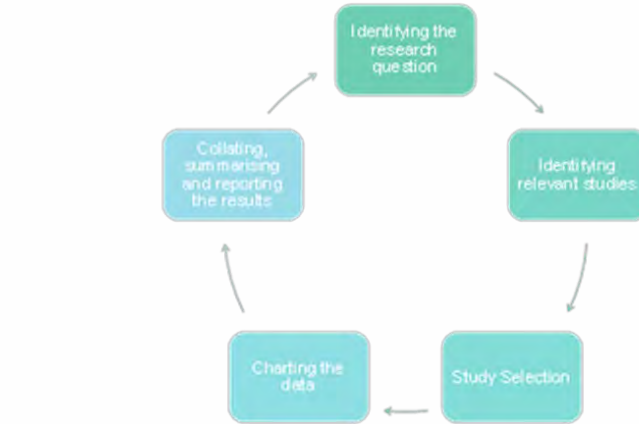 Identifying the
research
question
Identifying
relevant studies
Study Selection
Charting the
data
Collating,
summarising
and reporting
the results